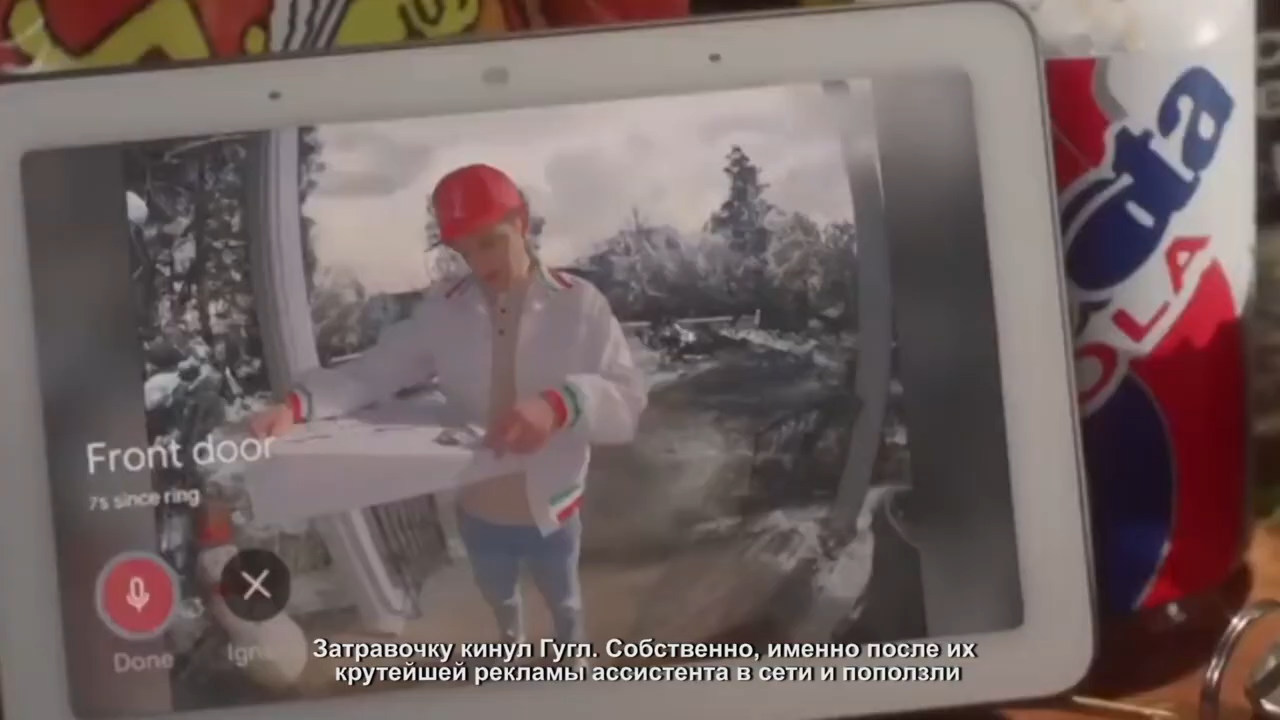 Front door
7s since ring
Done
OLA
Затравочку кинул Гугл. Собственно, именно после их
крутейшей рекламы ассистента в сети и поползли